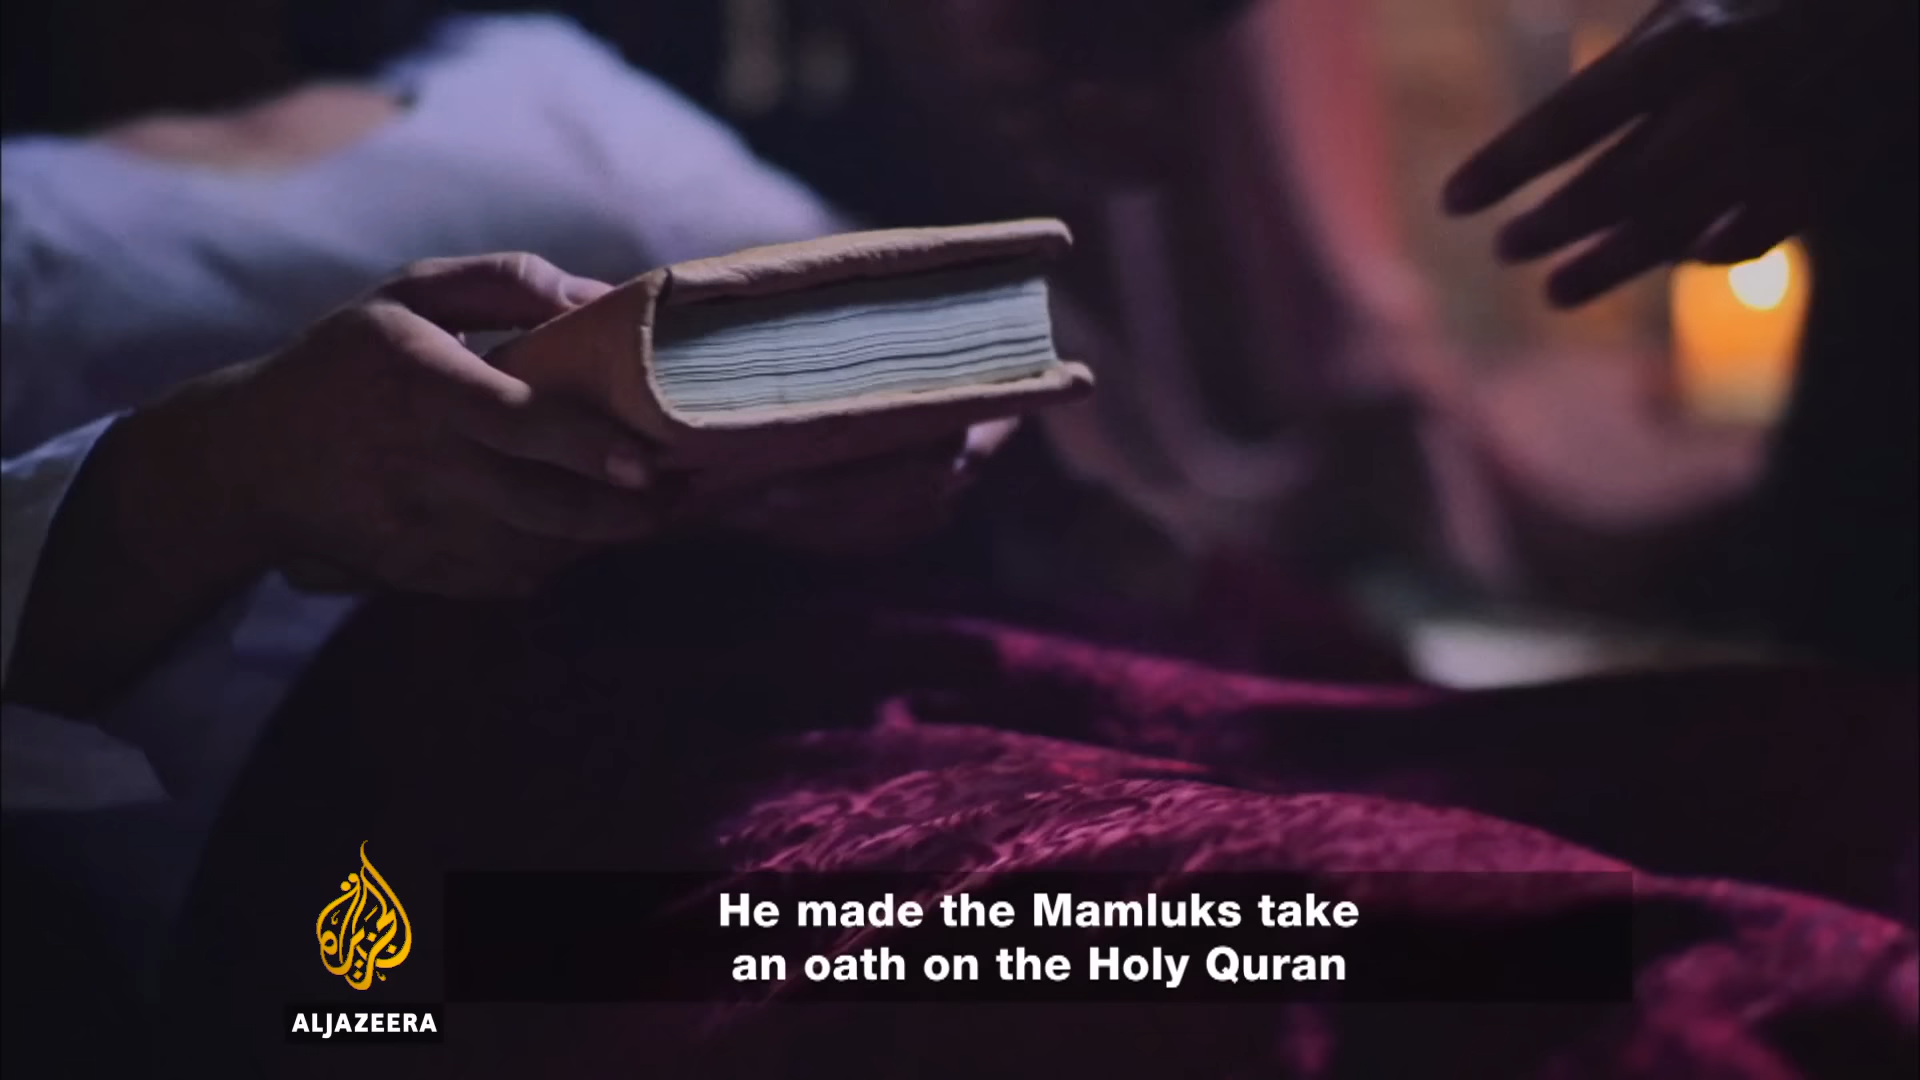 He made the Mamluks take
an oath on the Holy Quran
الجزيرة
ALJAZEERA